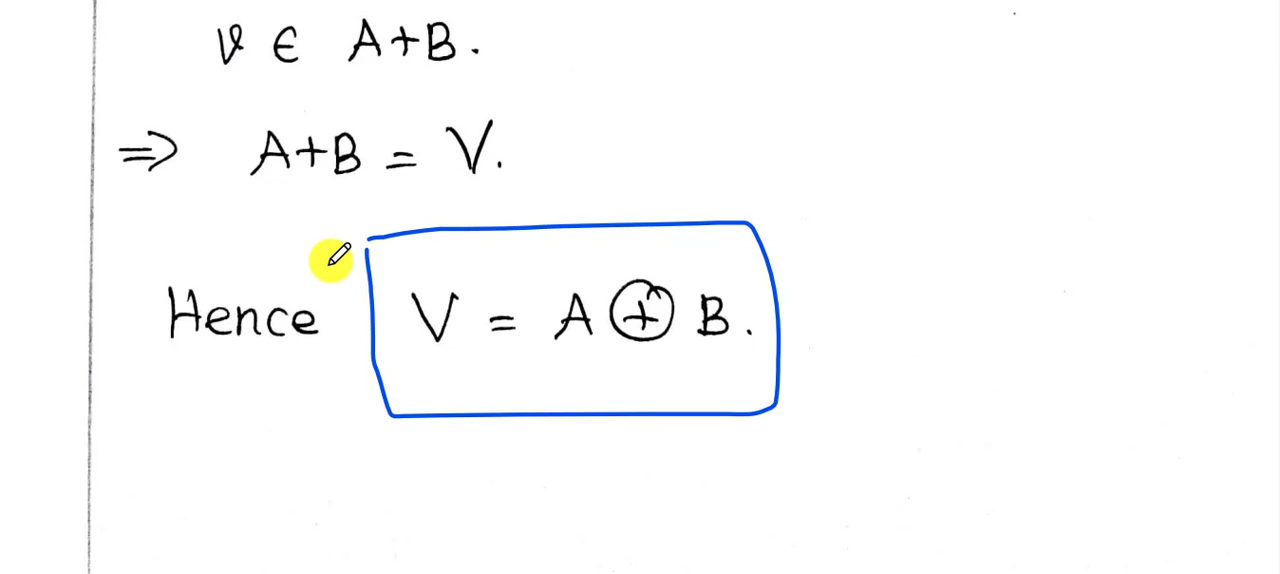 v ∈ A+B.
⇒ A+B = V.
Hence V = A ⊕ B.